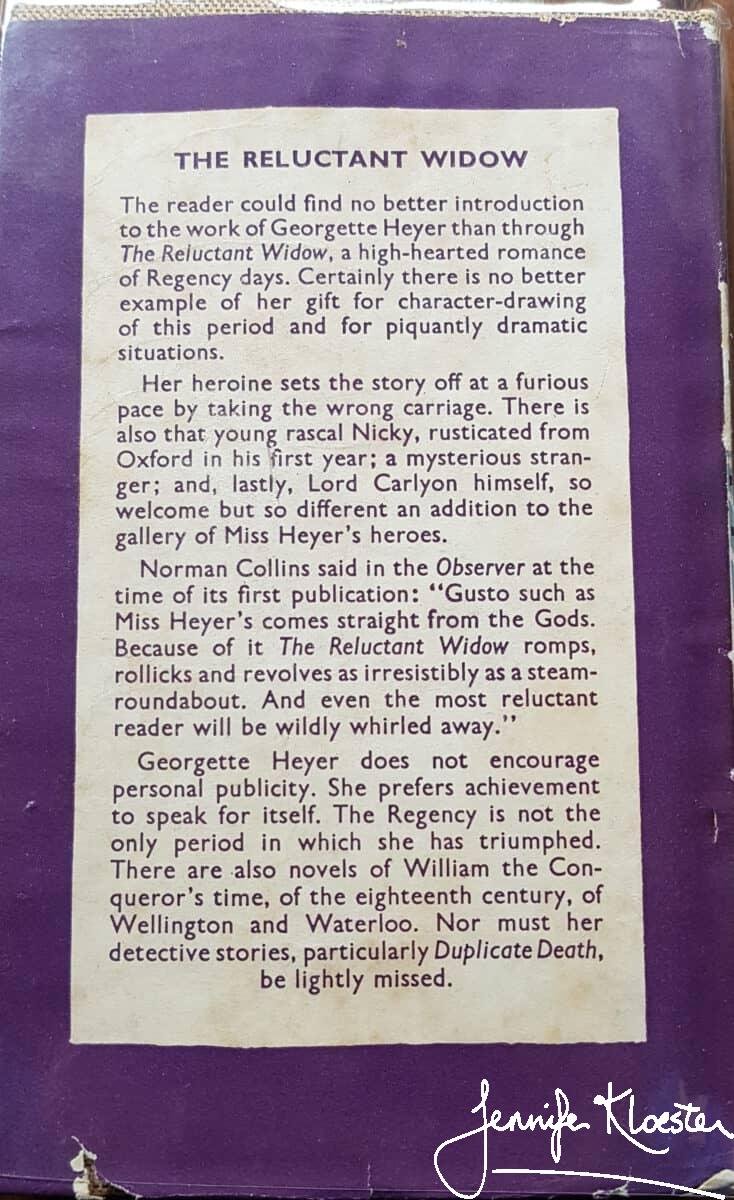 THE RELUCTANT WIDOW
The reader could find no better introduction
to the work of Georgette Heyer than through
The Reluctant Widow, a high-hearted romance
of Regency days. Certainly there is no better
example of her gift for character-drawing
of this period and for piquantly dramatic
situations.
Her heroine sets the story off at a furious
pace by taking the wrong carriage. There is
also that young rascal Nicky, rusticated from
Oxford in his first year; a mysterious stran-
ger; and, lastly, Lord Carlyon himself, so
welcome but so different an addition to the
gallery of Miss Heyer's heroes.
Norman Collins said in the Observer at the
time of its first publication: "Gusto such as
Miss Heyer's comes straight from the Gods.
Because of it The Reluctant Widow romps,
rollicks and revolves as irresistibly as a steam-
roundabout. And even the most reluctant
reader will be wildly whirled away."
Georgette Heyer does not encourage
personal publicity. She prefers achievement
to speak for itself. The Regency is not the
only period in which she has triumphed.
There are also novels of William the Con-
queror's time, of the eighteenth century, of
Wellington and Waterloo. Nor must her
detective stories, particularly Duplicate Death,
be lightly missed.
Jennifer Kloester